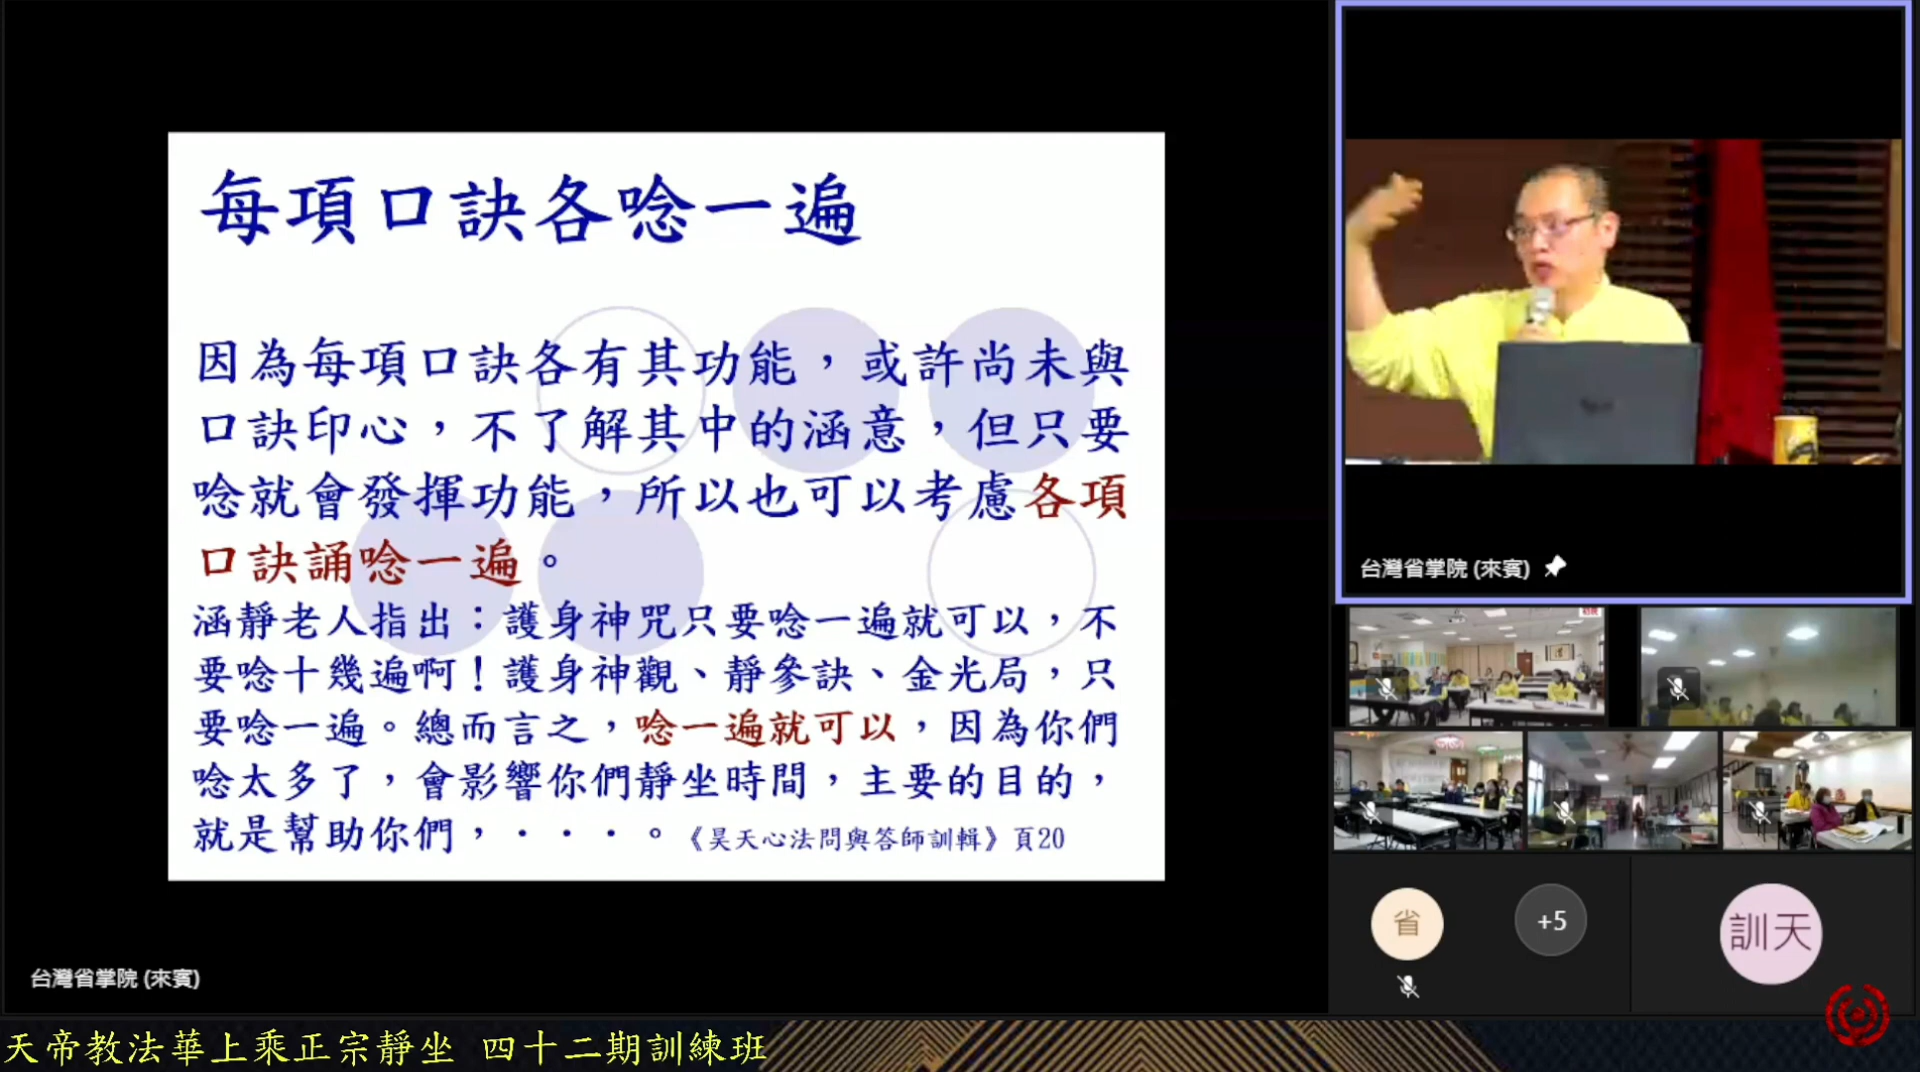 每項口訣各唸一遍
因為每項口訣各有其功能，或許尚未與
口訣印心，不了解其中的涵意，但只要
唸就會發揮功能，所以也可以考慮各項
口訣誦唸一遍。
涵靜老人指出：護身神咒只要唸一遍就可以，不
要唸十幾遍啊！護身神觀、靜參訣、金光局，只
要唸一遍。總而言之，唸一遍就可以，因為你們
唸太多了，會影響你們靜坐時間，主要的目的，
就是幫助你們，・・・。《昊天心法問與答師訓輯》頁20
台灣省掌院 (來賓)
台灣省掌院 (來賓)
省
+5
訓天
天帝教法華上乘正宗靜坐 四十二期訓練班